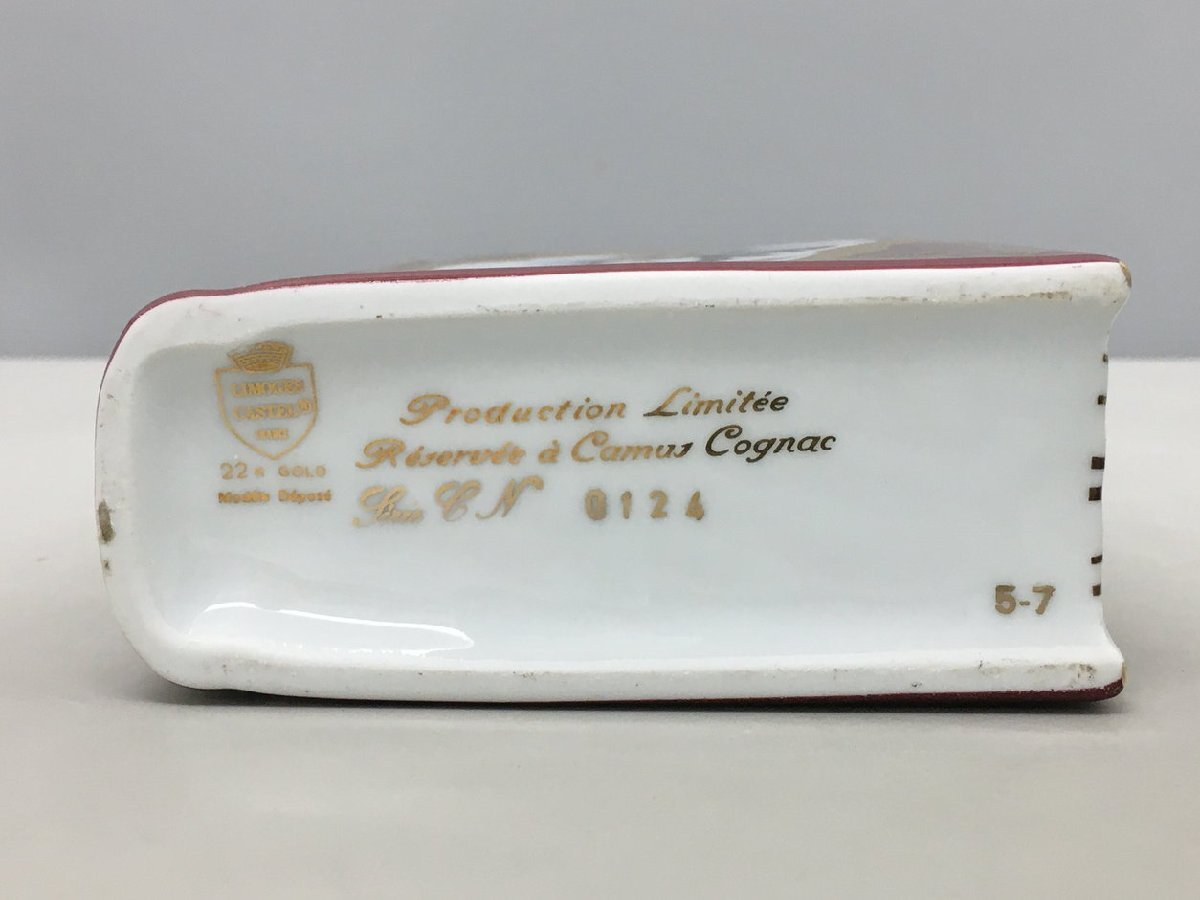 LIMOGES
CASTEL®
22 K GOLD
Modèle Déposé
Production Limitée
Réservée à Camus Cognac
Série C N 0124
5-7